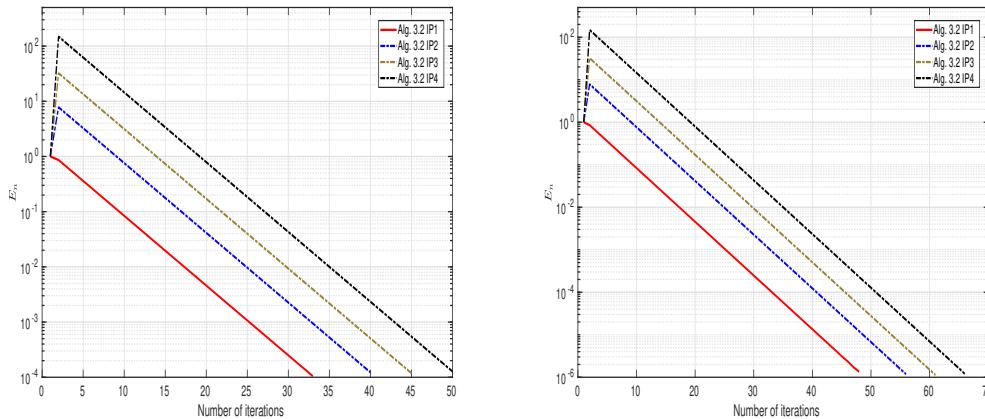 10^2
10^1
10^0
10^-1
10^-2
10^-3
10^-4
E_n
0 5 10 15 20 25 30 35 40 45 50
Number of iterations
Alg. 3.2 IP1
Alg. 3.2 IP2
Alg. 3.2 IP3
Alg. 3.2 IP4
10^2
10^0
10^-2
10^-4
10^-6
E_n
0 10 20 30 40 50 60 70
Number of iterations
Alg. 3.2 IP1
Alg. 3.2 IP2
Alg. 3.2 IP3
Alg. 3.2 IP4